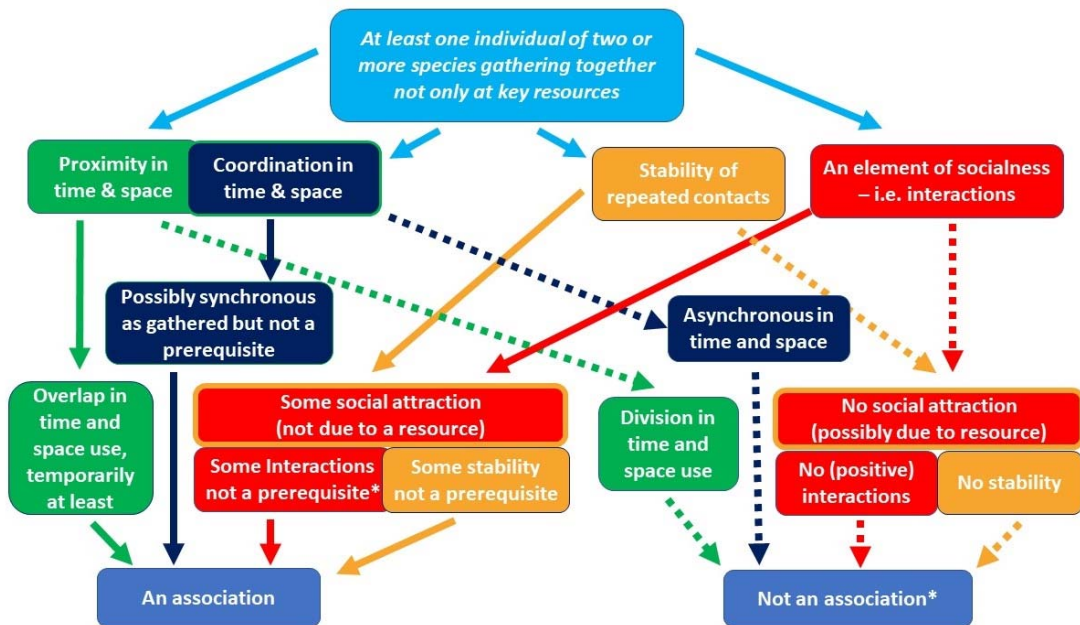 At least one individual of two or
more species gathering together
not only at key resources
Proximity in
time & space
Coordination in
time & space
Stability of
repeated contacts
An element of socialness
– i.e. interactions
Possibly synchronous
as gathered but not a
prerequisite
Asynchronous in
time and space
Overlap in
time and
space use,
temporarily
at least
Some social attraction
(not due to a resource)
Some Interactions
not a prerequisite*
Some stability
not a prerequisite
Division in
time and
space use
No social attraction
(possibly due to resource)
No (positive)
interactions
No stability
An association
Not an association*